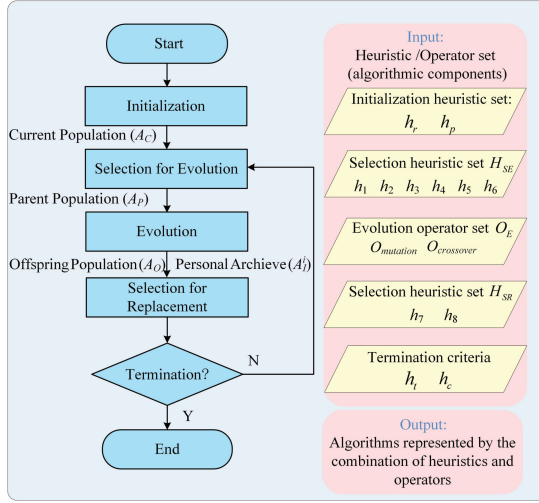 Start
Initialization
Current Population (A_C)
Selection for Evolution
Parent Population (A_P)
Evolution
Offspring Population (A_O) Personal Archieve (A_I^i)
Selection for
Replacement
N
Termination?
Y
End
Input:
Heuristic /Operator set
(algorithmic components)
Initialization heuristic set:
h_r h_p
Selection heuristic set H_SE
h_1 h_2 h_3 h_4 h_5 h_6
Evolution operator set O_E
O_mutation O_crossover
Selection heuristic set H_SR
h_7 h_8
Termination criteria
h_t h_c
Output:
Algorithms represented by the
combination of heuristics and
operators